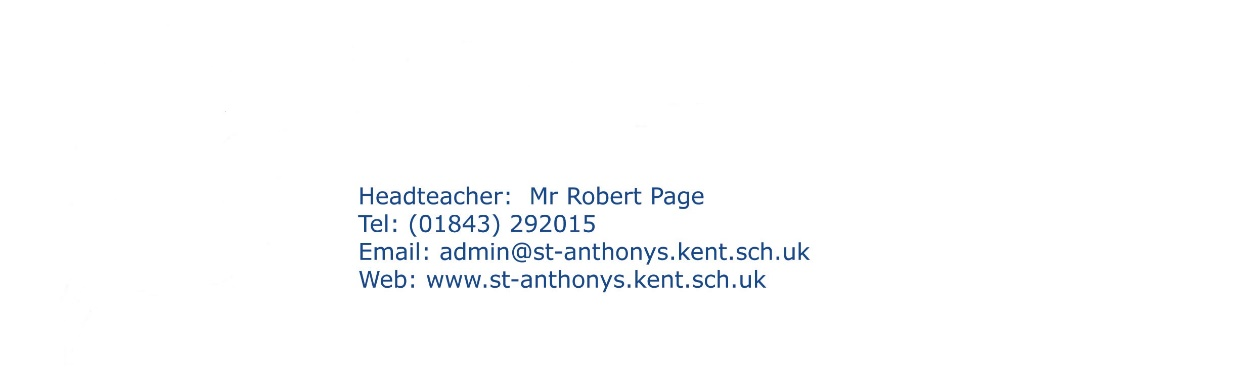 Headteacher:  Mr Robert Page
Tel: (01843) 292015
Email: admin@st-anthonys.kent.sch.uk
Web: www.st-anthonys.kent.sch.uk